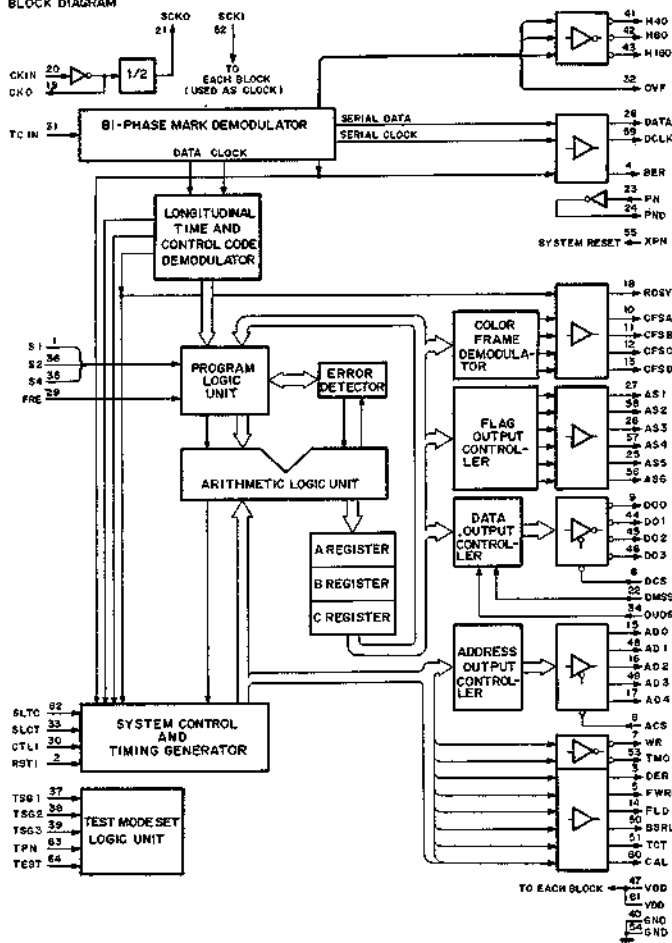 BLOCK DIAGRAM
SCKO
21
SCKI
TO
EACH BLOCK
(USED AS CLOCK)
CKIN 20
CKO 19
1/2
TC IN
BI-PHASE MARK DEMODULATOR
DATA CLOCK
SERIAL DATA
SERIAL CLOCK
41 H40
42 H80
43 H160
32 OVF
28 DATA
59 DCLK
4 BER
23 PN
24 PNO
SYSTEM RESET 55 XPN
LONGITUDINAL
TIME AND
CONTROL CODE
DEMODULATOR
18
10 CFSA
11 CFSB
12 CFSC
13 CFSD
COLOR
FRAME
DEMODULA-
TOR
S1 1
S2 36
S4 35
FRE 29
PROGRAM
LOGIC
UNIT
ERROR
DETECTOR
27 AS1
58 AS2
26 AS3
57 AS4
25 AS5
56 AS6
FLAG
OUTPUT
CONTROL-
LER
ARITHMETIC LOGIC UNIT
9 DO0
44 DO1
45 DO2
46 DO3
DATA
OUTPUT
CONTROL-
LER
A REGISTER
B REGISTER
C REGISTER
6 DCS
22 DMSS
34
15 AD0
48 AD1
16 AD2
49 AD3
17 AD4
ADDRESS
OUTPUT
CONTROL-
LER
8 ACS
7 WR
53 TMO
3 DER
5 FWR
14 FLD
50 BSRL
51 TCT
60 CAL
SLTC
SLCT 33
CTL1 30
RST1 2
SYSTEM CONTROL
AND
TIMING GENERATOR
TSG1 37
TSG2 38
TSG3 39
TPN 63
TEST 64
TEST MODE SET
LOGIC UNIT
TO EACH BLOCK 47 VDD
61 VDD
40 GND
54 GND